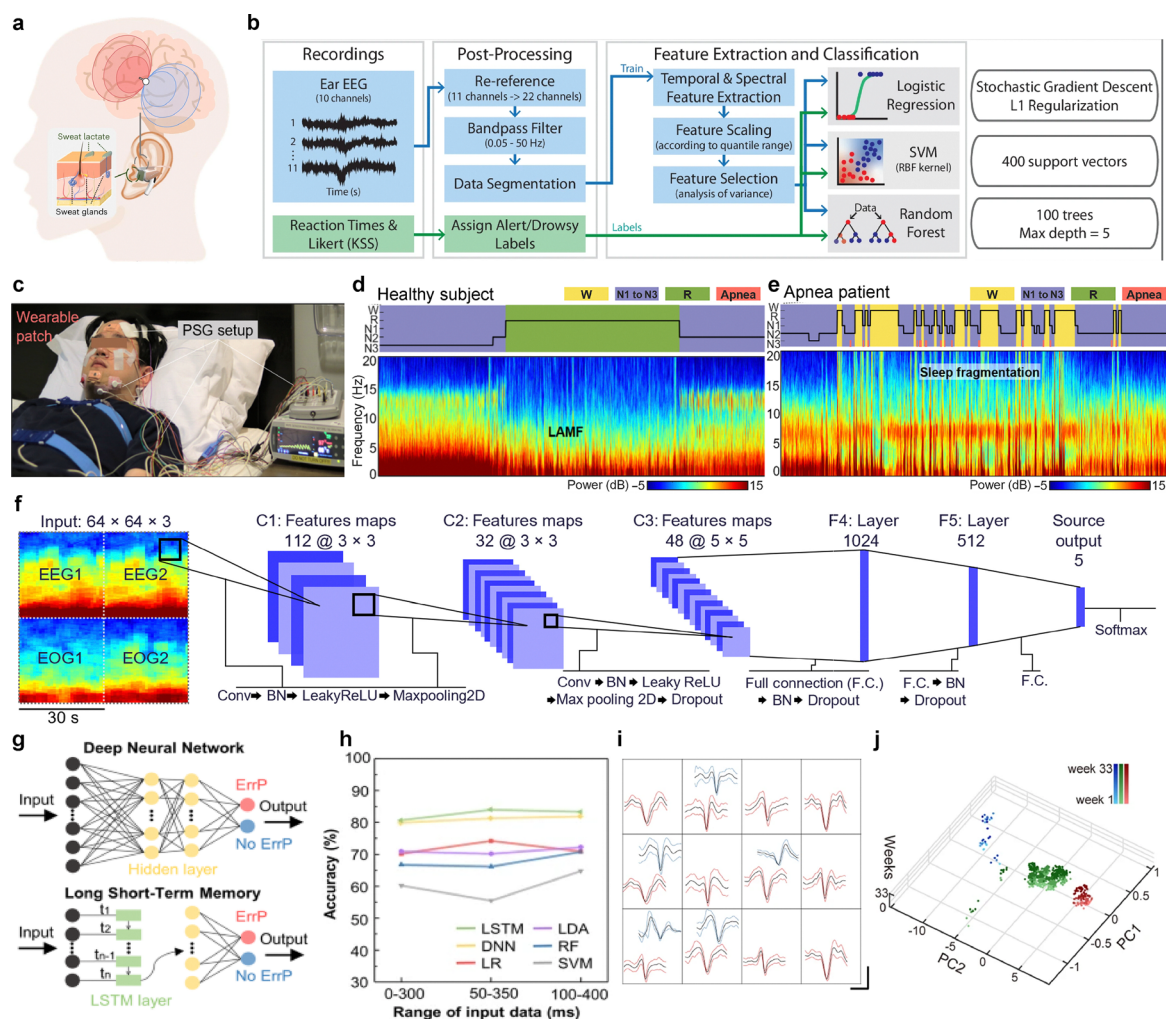 a
Sweat lactate
Sweat glands
b
Recordings
Ear EEG
(10 channels)
1
2
11
Time (s)
Reaction Times &
Likert (KSS)
Post-Processing
Re-reference
(11 channels -> 22 channels)
Bandpass Filter
(0.05 - 50 Hz)
Data Segmentation
Assign Alert/Drowsy
Labels
Feature Extraction and Classification
Train
Temporal & Spectral
Feature Extraction
Feature Scaling
(according to quantile range)
Feature Selection
(analysis of variance)
Labels
Logistic
Regression
SVM
(RBF kernel)
Data
Random
Forest
Stochastic Gradient Descent
L1 Regularization
400 support vectors
100 trees
Max depth = 5
c
Wearable
patch
PSG setup
d
Healthy subject
W
N1 to N3
R
Apnea
W
R
N1
N2
N3
20
15
10
5
0
Frequency (Hz)
LAMF
Power (dB) −5
15
e
Apnea patient
W
N1 to N3
R
Apnea
W
R
N1
N2
N3
20
15
10
5
0
Sleep fragmentation
Power (dB) −5
15
f
Input: 64 × 64 × 3
EEG1
EEG2
EOG1
EOG2
30 s
C1: Features maps
112 @ 3 × 3
C2: Features maps
32 @ 3 × 3
C3: Features maps
48 @ 5 × 5
F4: Layer
1024
F5: Layer
512
Source
output
5
Softmax
Conv BN LeakyReLU Maxpooling2D
Conv BN Leaky ReLU
Max pooling 2D Dropout
Full connection (F.C.)
BN Dropout
F.C. BN
Dropout
F.C.
g
Deep Neural Network
Input
ErrP
Output
No ErrP
Hidden layer
Long Short-Term Memory
Input
t1
t2
tn-1
tn
ErrP
Output
No ErrP
LSTM layer
h
100
90
80
70
60
50
40
30
Accuracy (%)
LSTM
DNN
LR
LDA
RF
SVM
0-300
50-350
100-400
Range of input data (ms)
i
j
week 33
week 1
Weeks
33
0
-10
-5
0
5
PC2
1
0.5
0
-0.5
-1
PC1